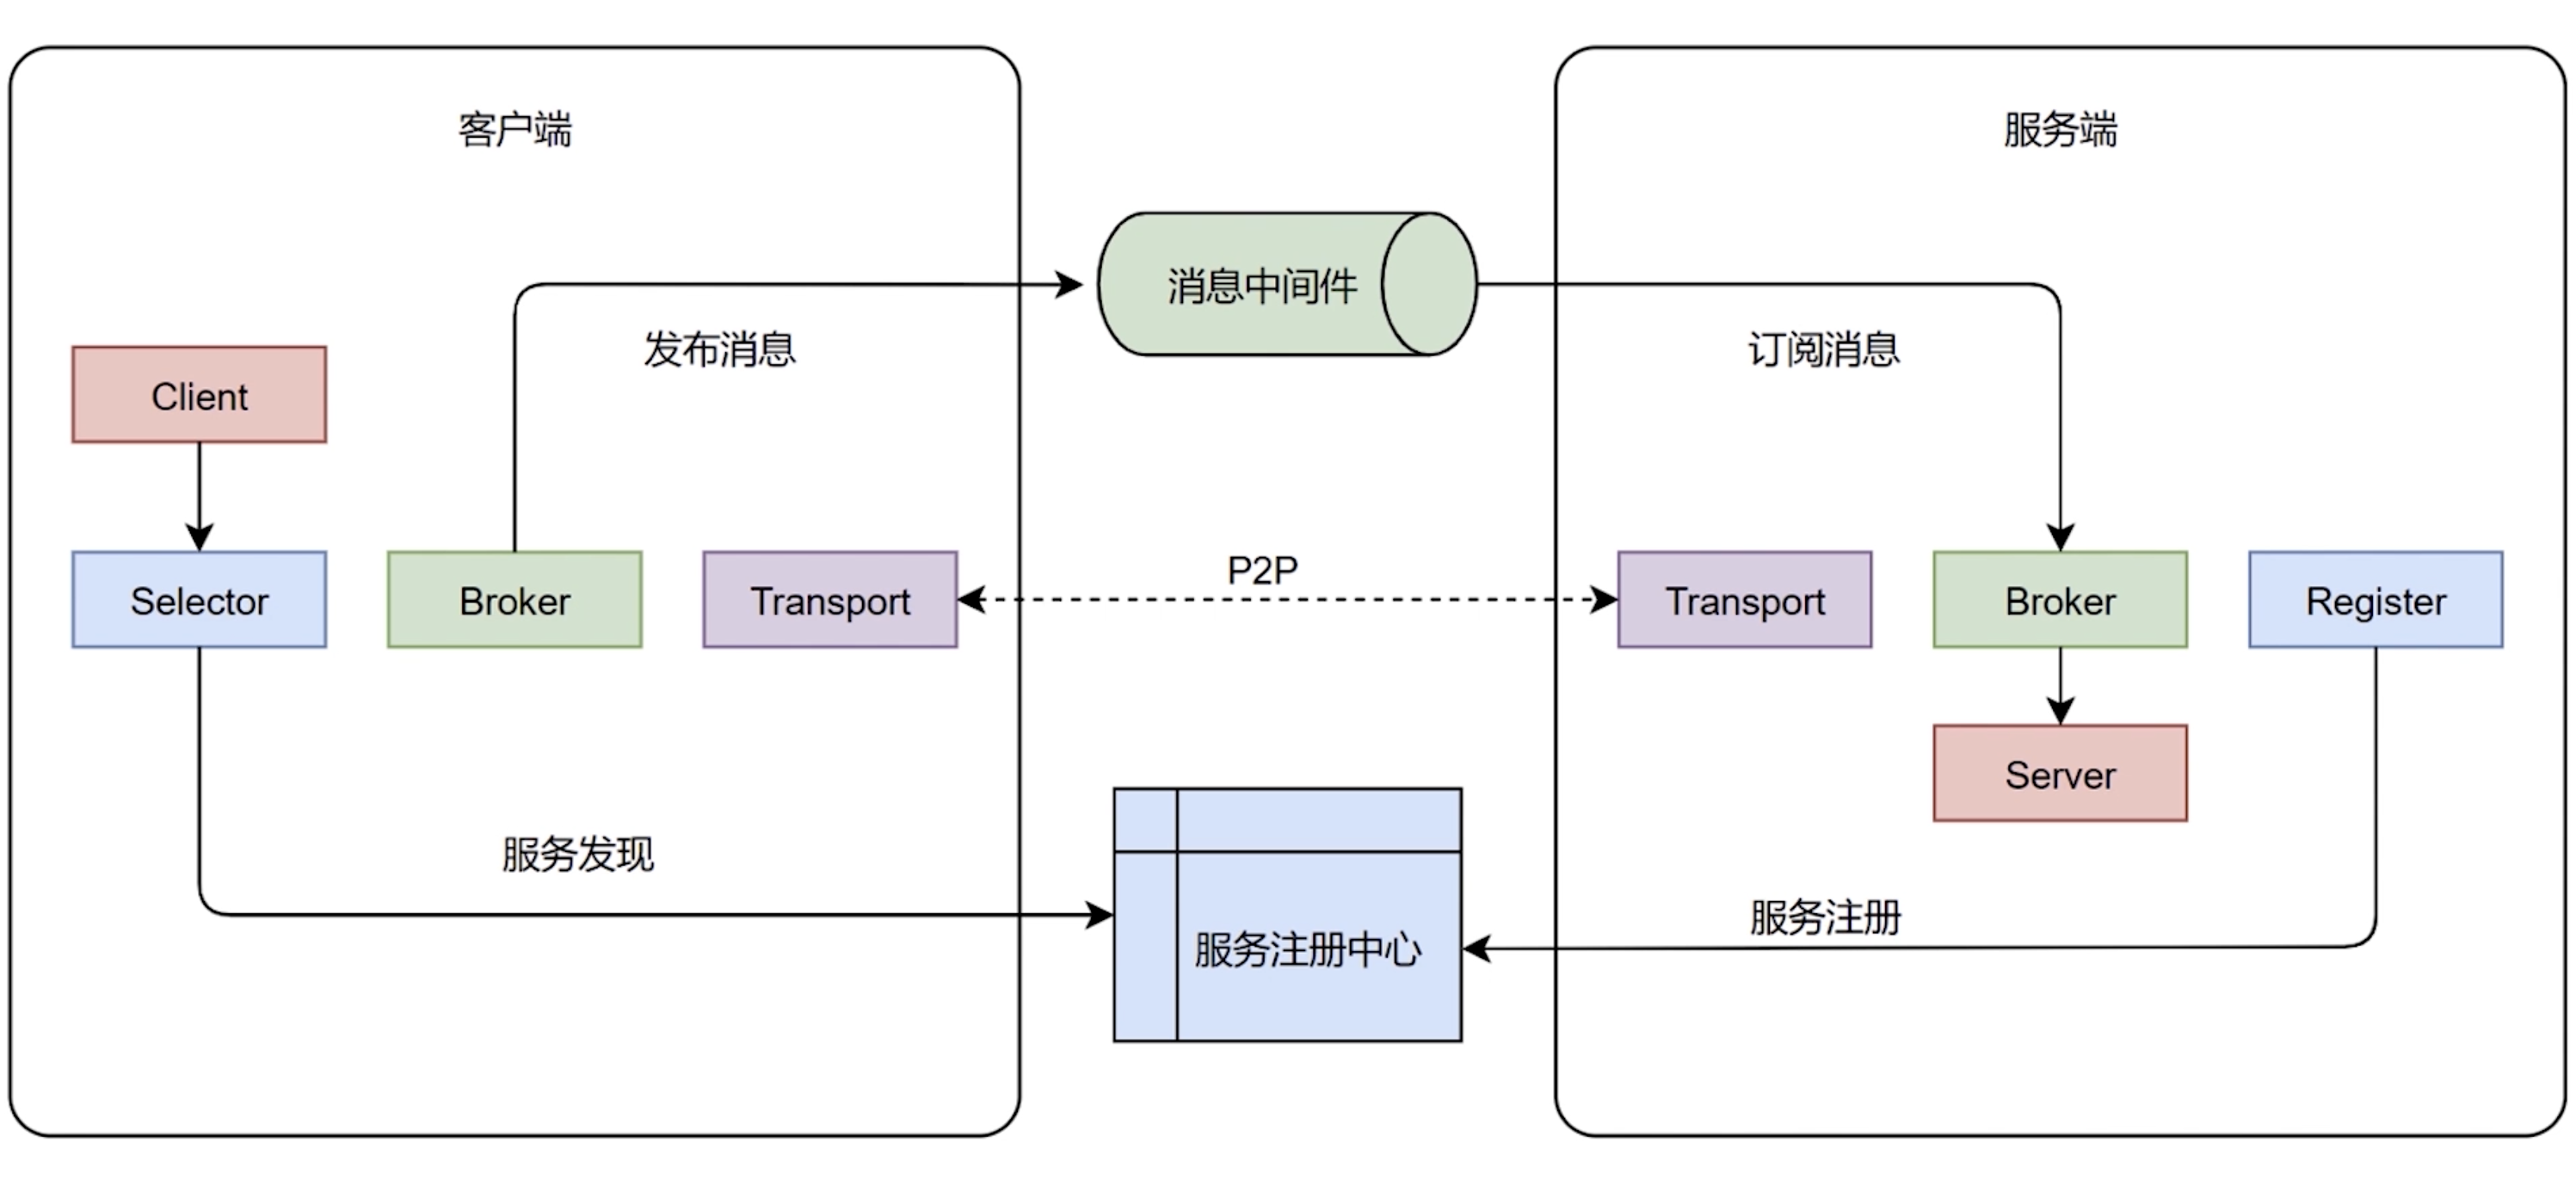 客户端
服务端
消息中间件
发布消息
订阅消息
Client
P2P
Selector
Broker
Transport
Transport
Broker
Register
Server
服务发现
服务注册
服务注册中心